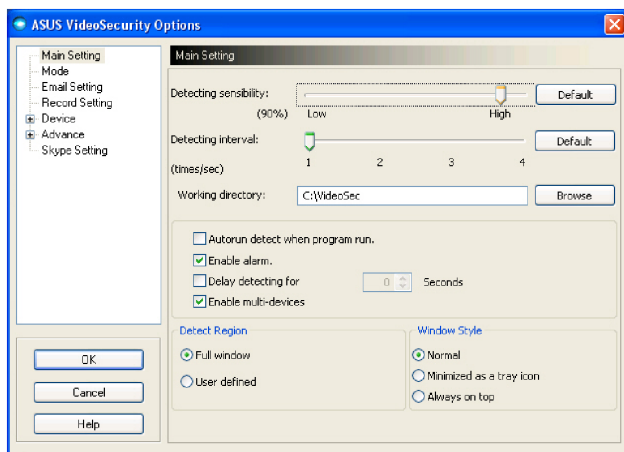 ASUS VideoSecurity Options
Main Setting
Mode
Email Setting
Record Setting
Device
Advance
Skype Setting
OK
Cancel
Help
Main Setting
Detecting sensibility:
(90%) Low High
Default
Detecting interval:
(times/sec) 1 2 3 4
Default
Working directory: C:\VideoSec Browse
Autorun detect when program run.
Enable alarm.
Delay detecting for 0 Seconds
Enable multi-devices
Detect Region
Full window
User defined
Window Style
Normal
Minimized as a tray icon
Always on top